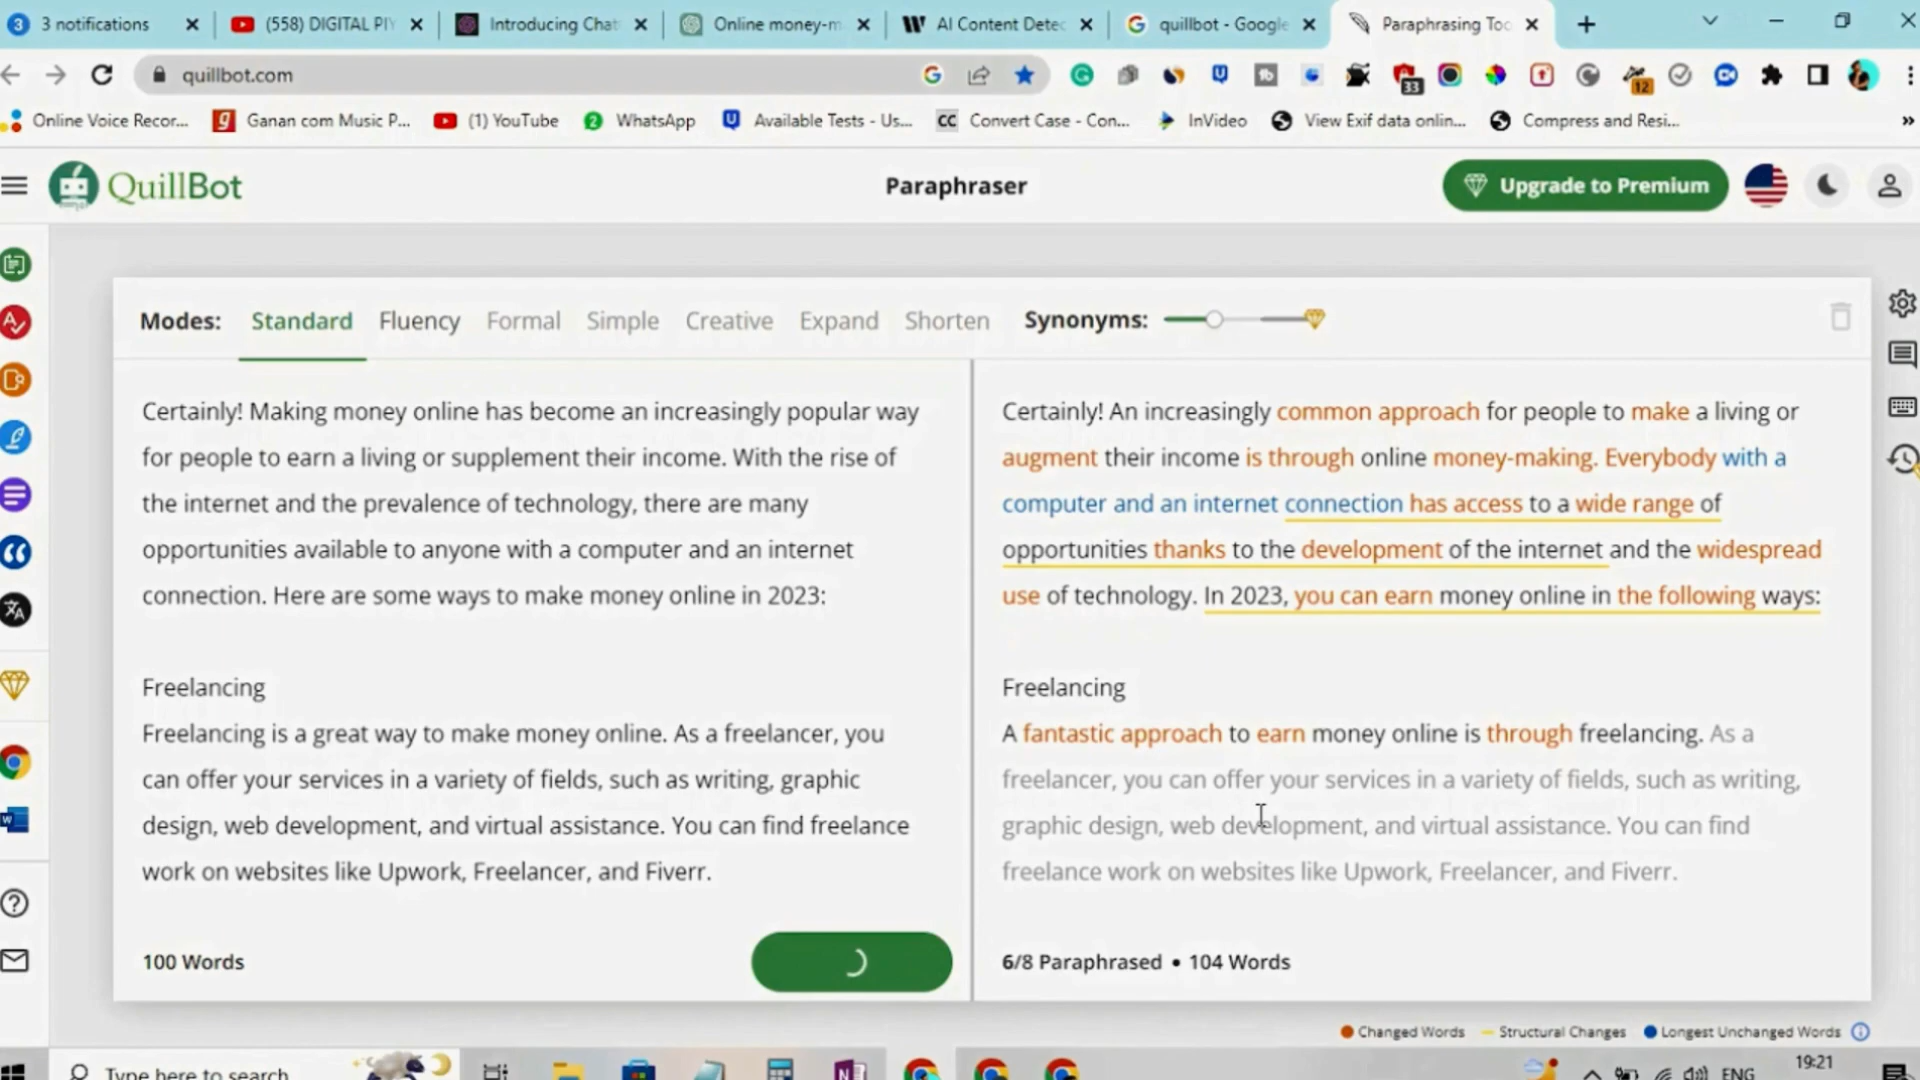 3 notifications
(558) DIGITAL PIY
Introducing Chat
Online money-m
AI Content Detec
quillbot - Google
Paraphrasing Too
quillbot.com
33
12
Online Voice Recor...
Ganan com Music P...
(1) YouTube
2
WhatsApp
Available Tests - Us...
CC
Convert Case - Con...
InVideo
View Exif data onlin...
Compress and Resi...
»
QuillBot
Paraphraser
Upgrade to Premium
Modes:
Standard
Fluency
Formal
Simple
Creative
Expand
Shorten
Synonyms:
Certainly! Making money online has become an increasingly popular way
for people to earn a living or supplement their income. With the rise of
the internet and the prevalence of technology, there are many
opportunities available to anyone with a computer and an internet
connection. Here are some ways to make money online in 2023:
Freelancing
Freelancing is a great way to make money online. As a freelancer, you
can offer your services in a variety of fields, such as writing, graphic
design, web development, and virtual assistance. You can find freelance
work on websites like Upwork, Freelancer, and Fiverr.
100 Words
Certainly! An increasingly common approach for people to make a living or
augment their income is through online money-making. Everybody with a
computer and an internet connection has access to a wide range of
opportunities thanks to the development of the internet and the widespread
use of technology. In 2023, you can earn money online in the following ways:
Freelancing
A fantastic approach to earn money online is through freelancing. As a
freelancer, you can offer your services in a variety of fields, such as writing,
graphic design, web development, and virtual assistance. You can find
freelance work on websites like Upwork, Freelancer, and Fiverr.
6/8 Paraphrased • 104 Words
Changed Words
Structural Changes
Longest Unchanged Words
Type here to search
ENG
19:21